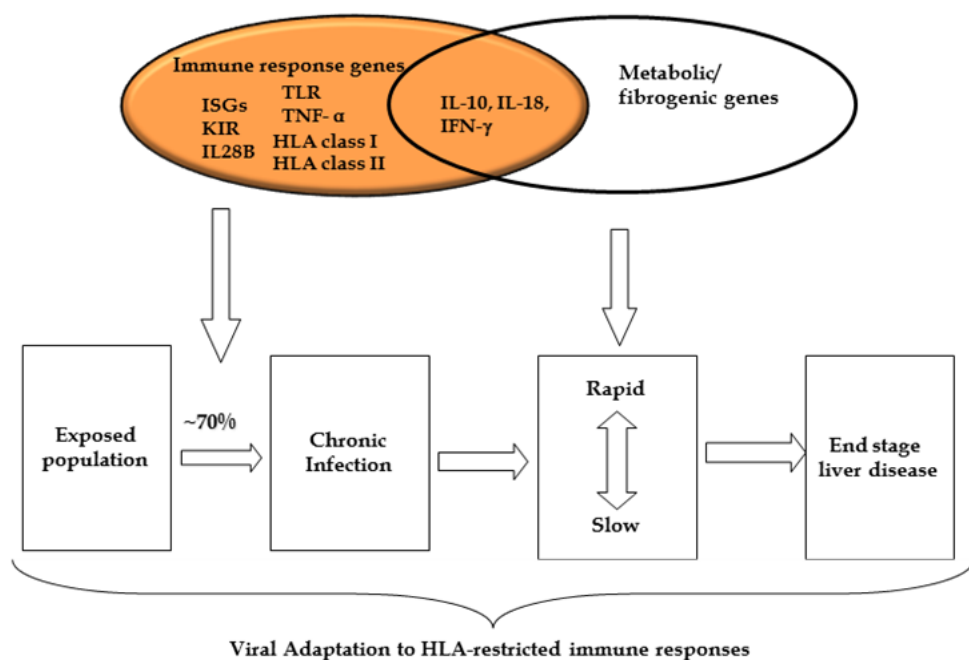 Immune response genes
ISGs
KIR
IL28B
TLR
TNF- α
HLA class I
HLA class II
IL-10, IL-18,
IFN-γ
Metabolic/
fibrogenic genes
Exposed
population
~70%
Chronic
Infection
Rapid
Slow
End stage
liver disease
Viral Adaptation to HLA-restricted immune responses